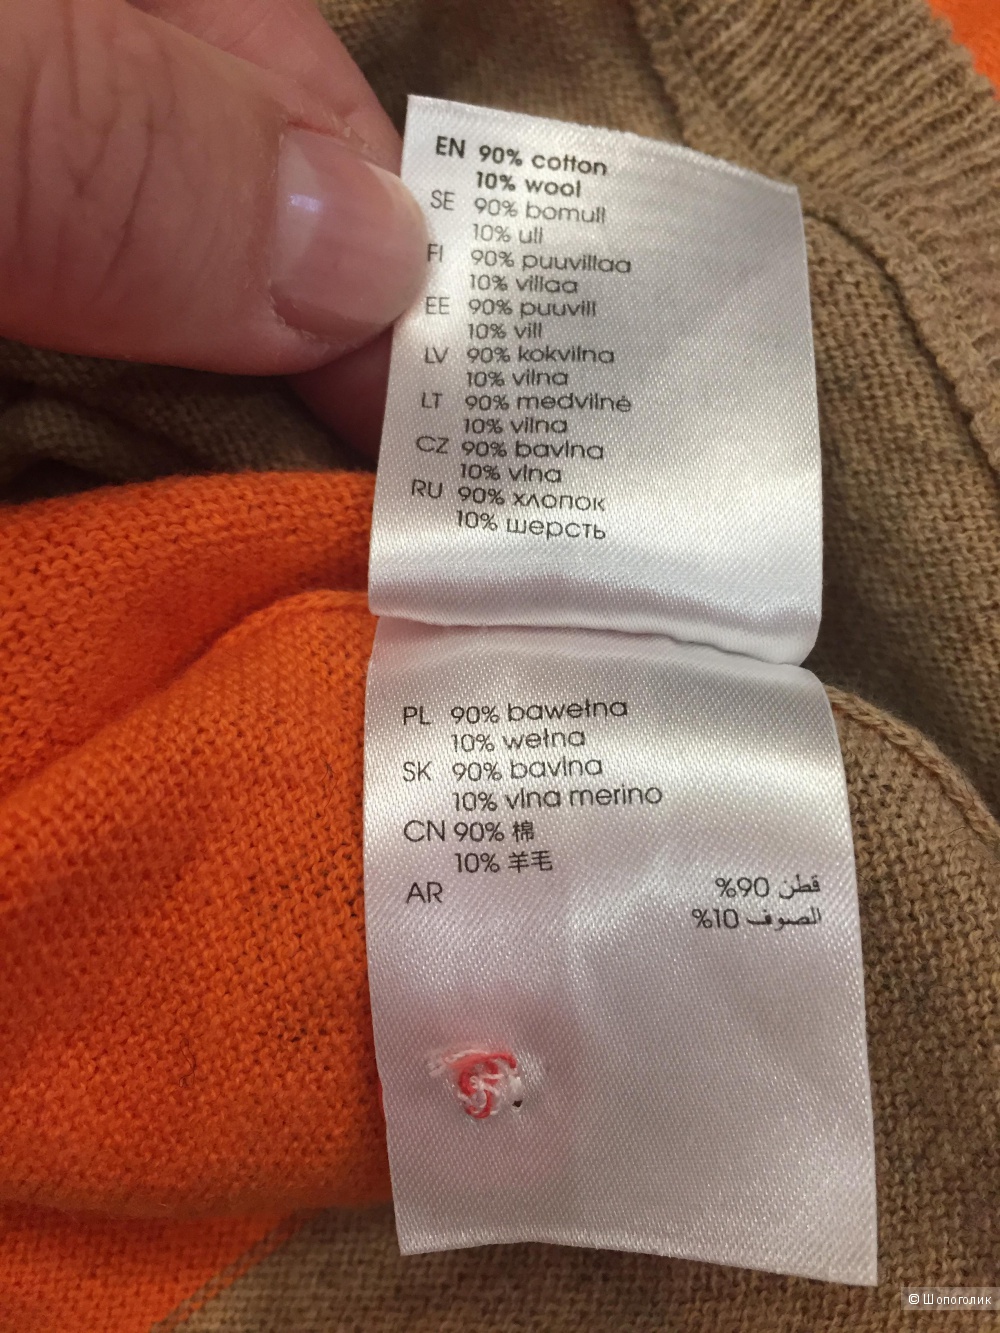 EN 90% cotton
10% wool
SE 90% bomull
10% ull
FI 90% puuvillaa
10% villaa
EE 90% puuvill
10% vill
LV 90% kokvilna
10% vilna
LT 90% medvilnė
10% vilna
CZ 90% bavlna
10% vlna
RU 90% хлопок
10% шерсть
PL 90% bawełna
10% wełna
SK 90% bavlna
10% vlna merino
CN 90% 棉
10% 羊毛
AR قطن 90%
الصوف 10%
© Шопоголик